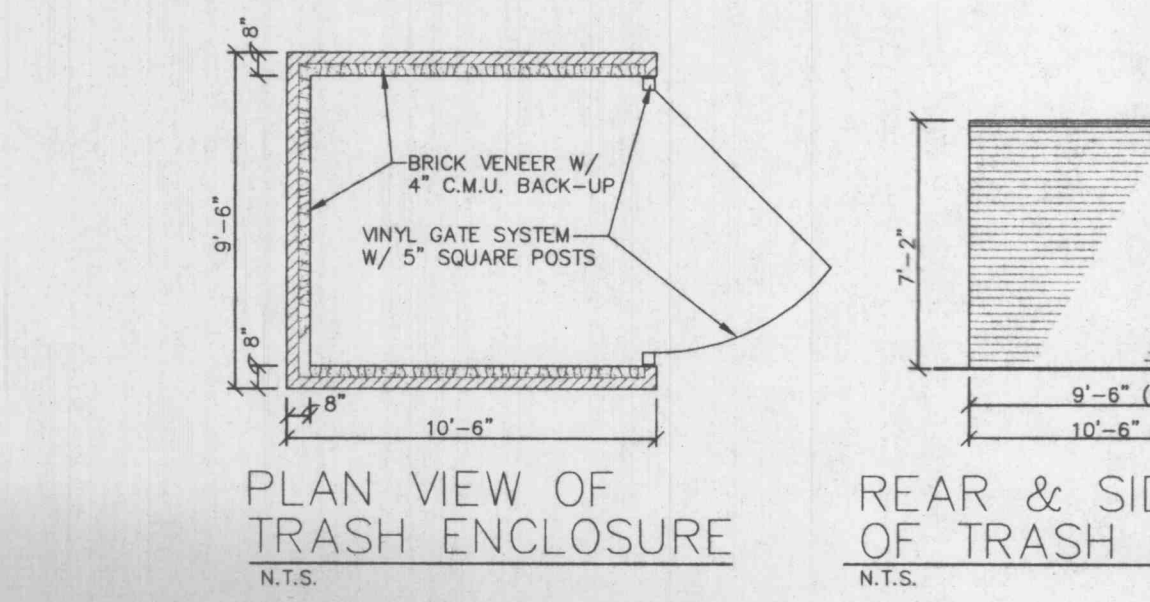 8"
BRICK VENEER W/
4" C.M.U. BACK-UP
9'-6"
VINYL GATE SYSTEM
W/ 5" SQUARE POSTS
7'-2"
8"
8"
10'-6"
9'-6" (
10'-6"
PLAN VIEW OF
TRASH ENCLOSURE
N.T.S.
REAR & SID
OF TRASH
N.T.S.